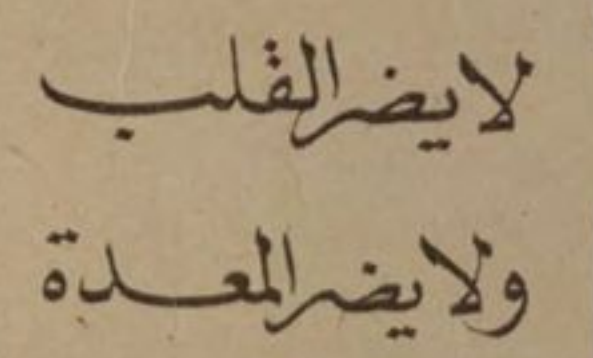 لا يضر القلب
ولا يضر المعدة